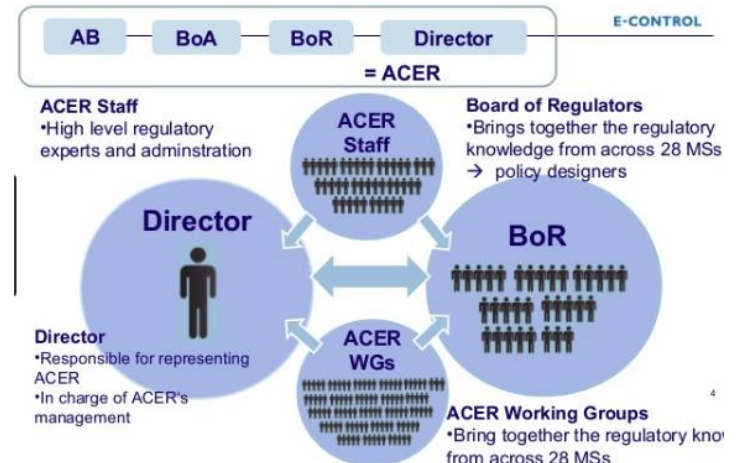 E-CONTROL
AB
BoA
BoR
Director
= ACER
ACER Staff
•High level regulatory
experts and adminstration
ACER
Staff
Board of Regulators
•Brings together the regulatory
knowledge from across 28 MSs
→ policy designers
Director
BoR
Director
•Responsible for representing
ACER
•In charge of ACER's
management
ACER
WGs
4
ACER Working Groups
•Bring together the regulatory
from across 28 MSs